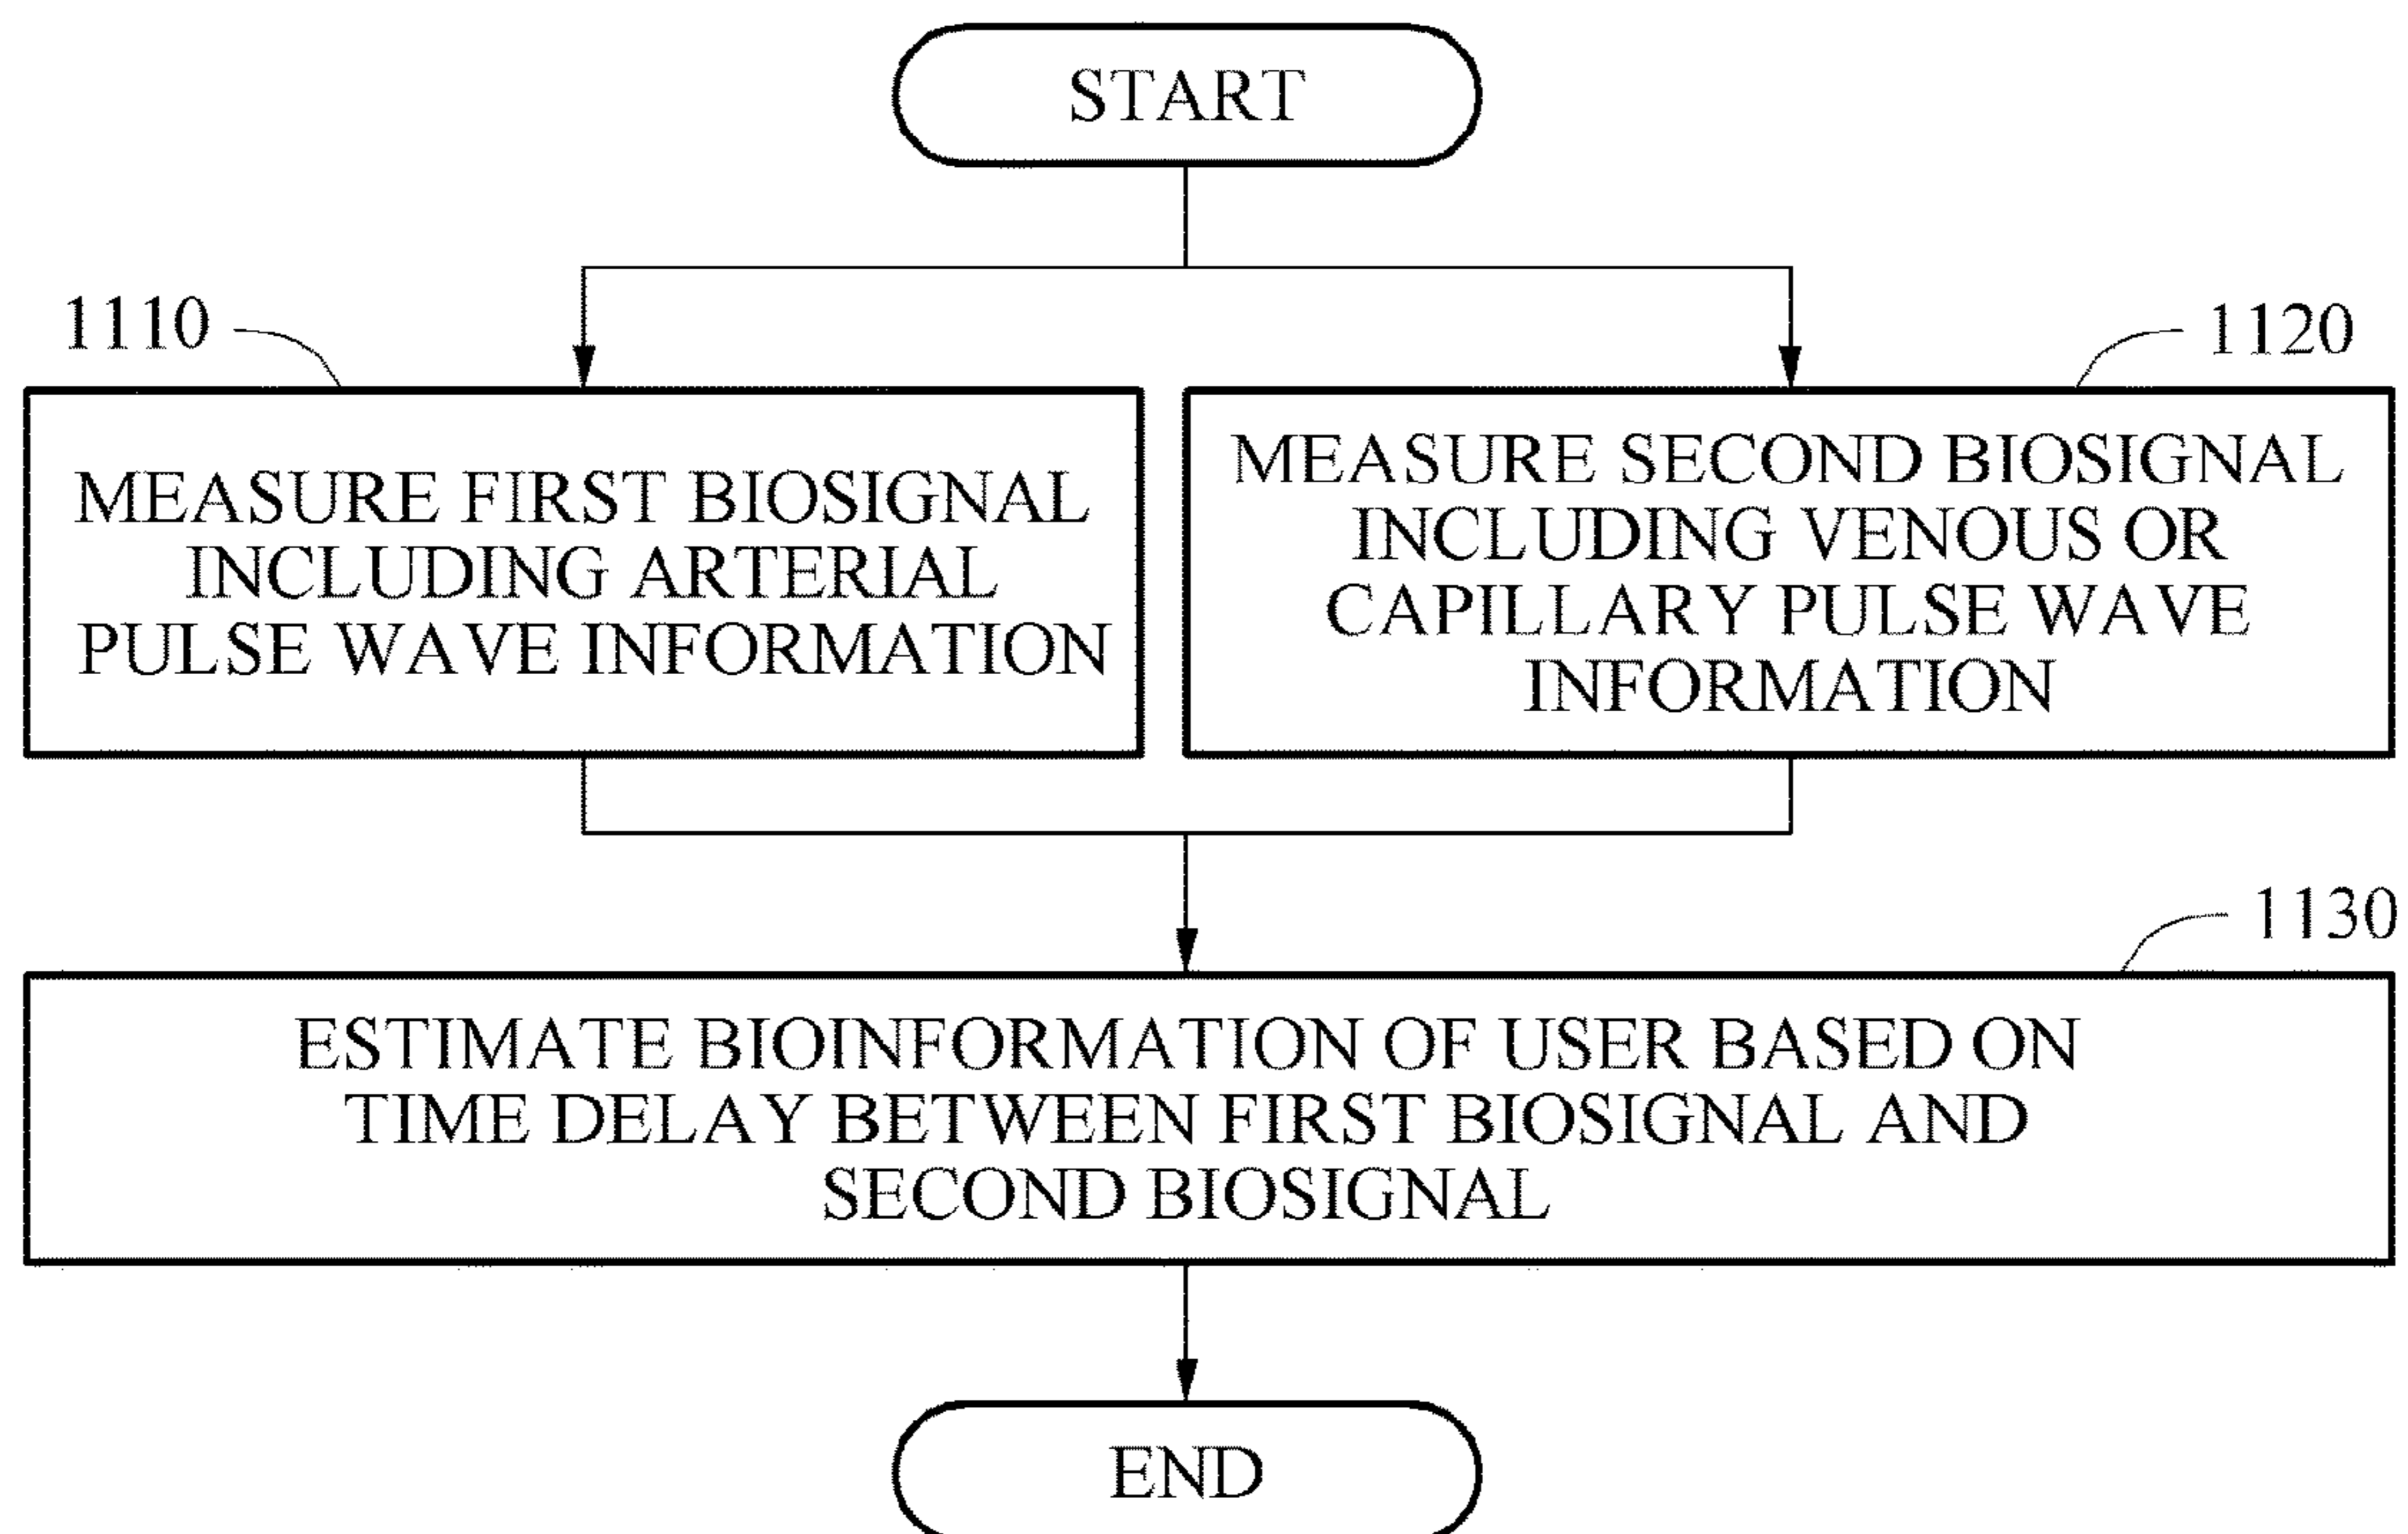 START
1110
MEASURE FIRST BIOSIGNAL
INCLUDING ARTERIAL
PULSE WAVE INFORMATION
1120
MEASURE SECOND BIOSIGNAL
INCLUDING VENOUS OR
CAPILLARY PULSE WAVE
INFORMATION
1130
ESTIMATE BIOINFORMATION OF USER BASED ON
TIME DELAY BETWEEN FIRST BIOSIGNAL AND
SECOND BIOSIGNAL
END